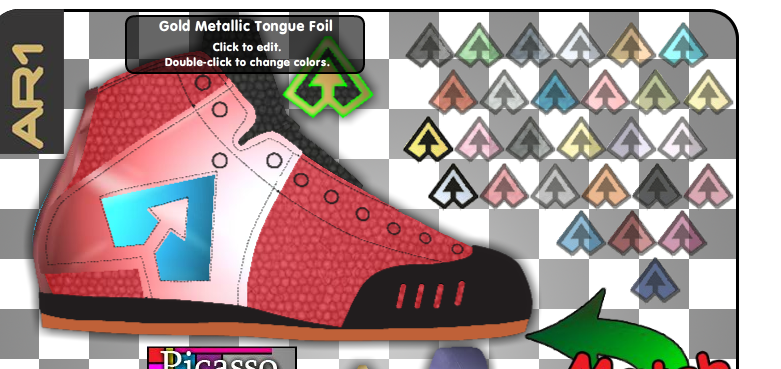 Gold Metallic Tongue Foil
Click to edit.
Double-click to change colors.
AR1
Picasso